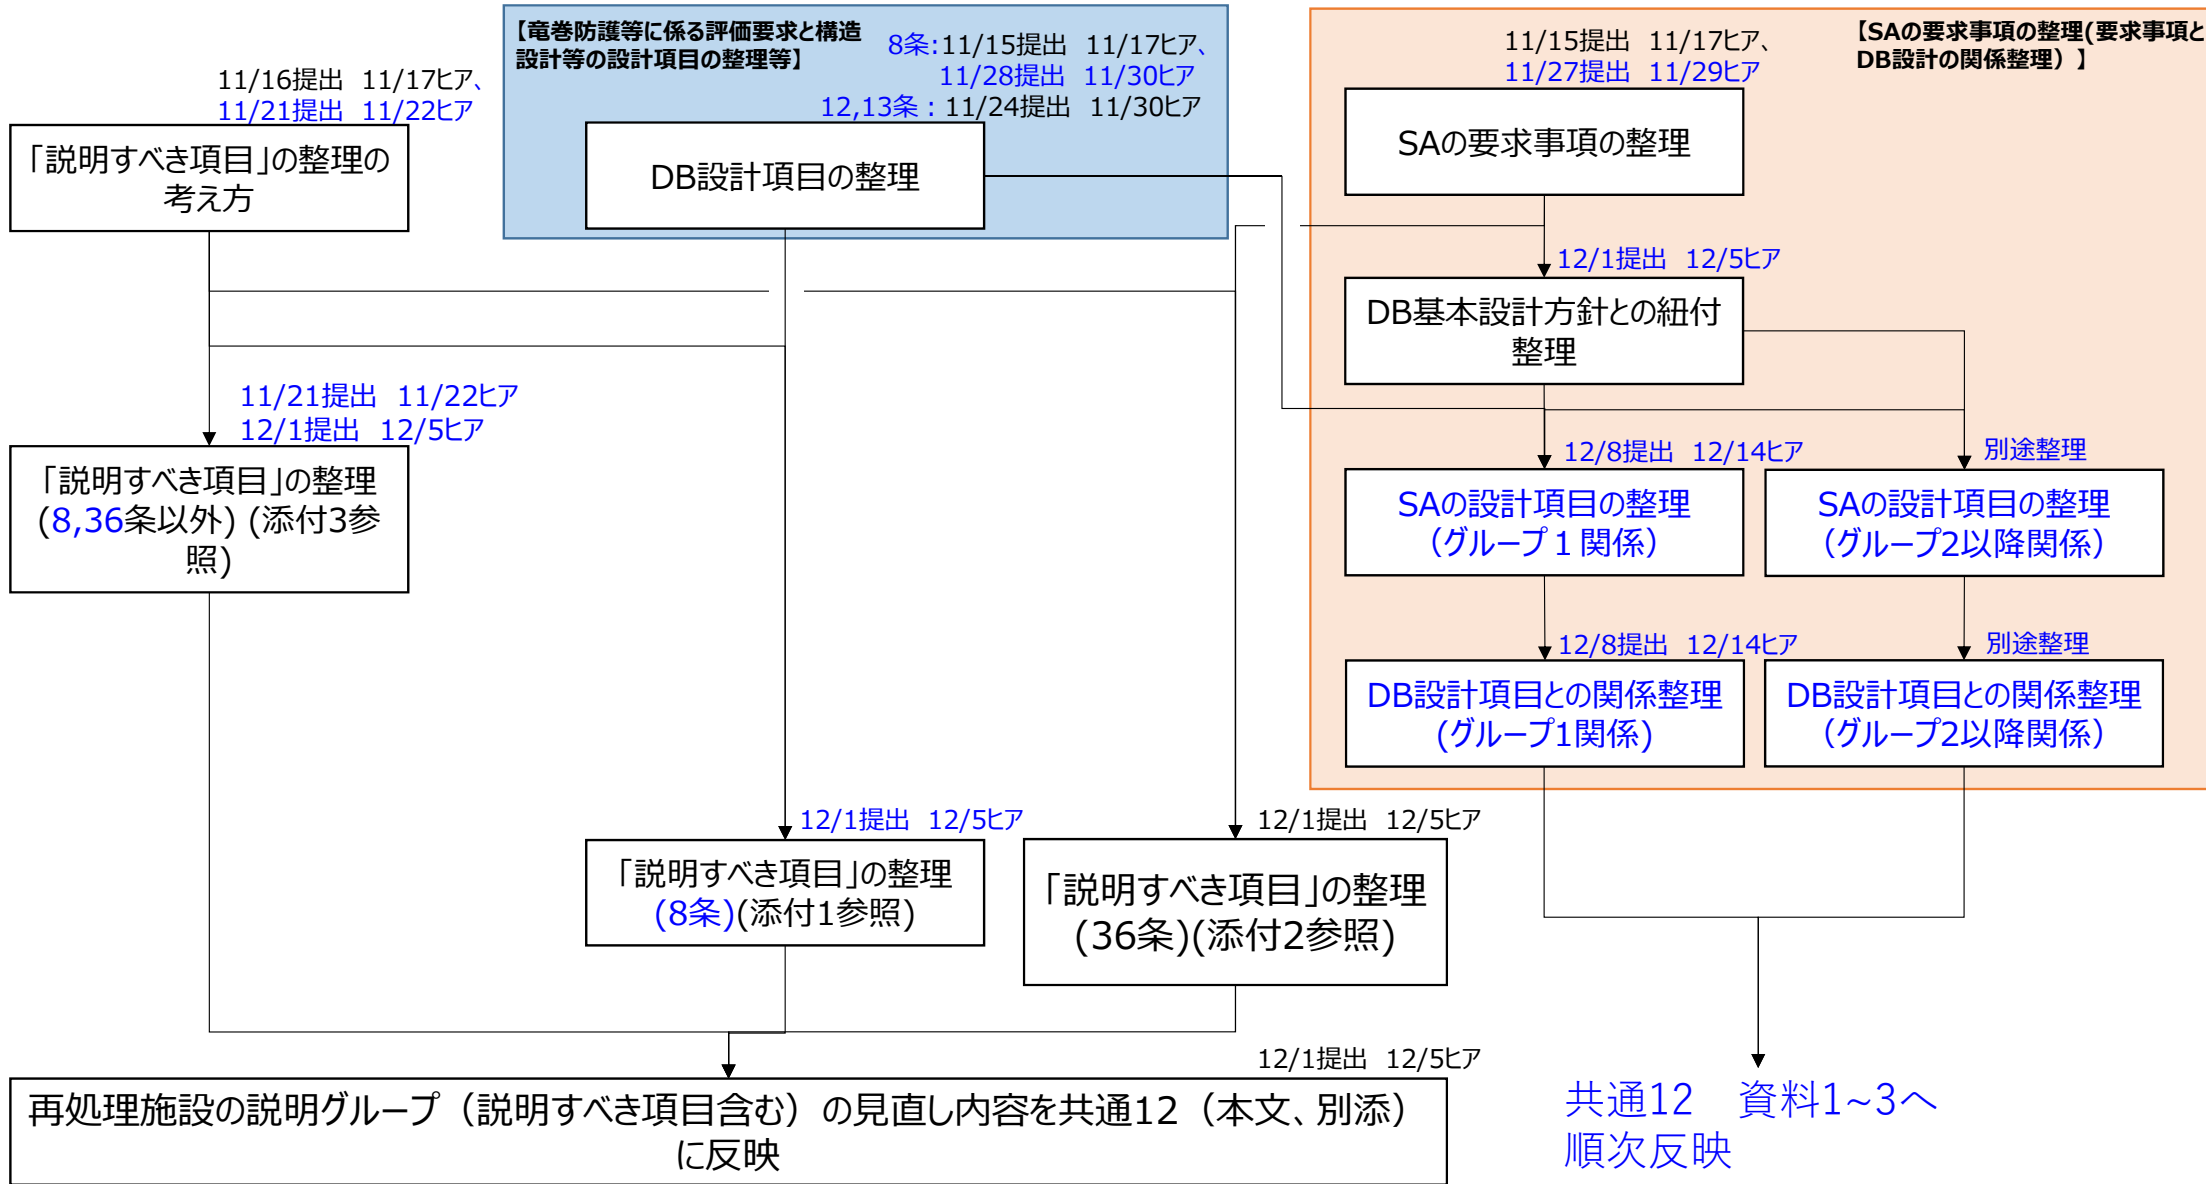 【竜巻防護等に係る評価要求と構造
設計等の設計項目の整理等】
8条:11/15提出 11/17ヒア、
11/28提出 11/30ヒア
12,13条：11/24提出 11/30ヒア
11/15提出 11/17ヒア、
11/27提出 11/29ヒア
【SAの要求事項の整理(要求事項と
DB設計の関係整理）】
11/16提出 11/17ヒア、
11/21提出 11/22ヒア
「説明すべき項目」の整理の
考え方
DB設計項目の整理
SAの要求事項の整理
12/1提出 12/5ヒア
DB基本設計方針との紐付
整理
11/21提出 11/22ヒア
12/1提出 12/5ヒア
「説明すべき項目」の整理
(8,36条以外) (添付3参
照)
12/8提出 12/14ヒア
別途整理
SAの設計項目の整理
（グループ１関係）
SAの設計項目の整理
（グループ2以降関係）
12/8提出 12/14ヒア
別途整理
DB設計項目との関係整理
(グループ1関係)
DB設計項目との関係整理
（グループ2以降関係）
12/1提出 12/5ヒア
「説明すべき項目」の整理
(8条)(添付1参照)
12/1提出 12/5ヒア
「説明すべき項目」の整理
(36条)(添付2参照)
12/1提出 12/5ヒア
再処理施設の説明グループ（説明すべき項目含む）の見直し内容を共通12（本文、別添）
に反映
共通12　資料1~3へ
順次反映